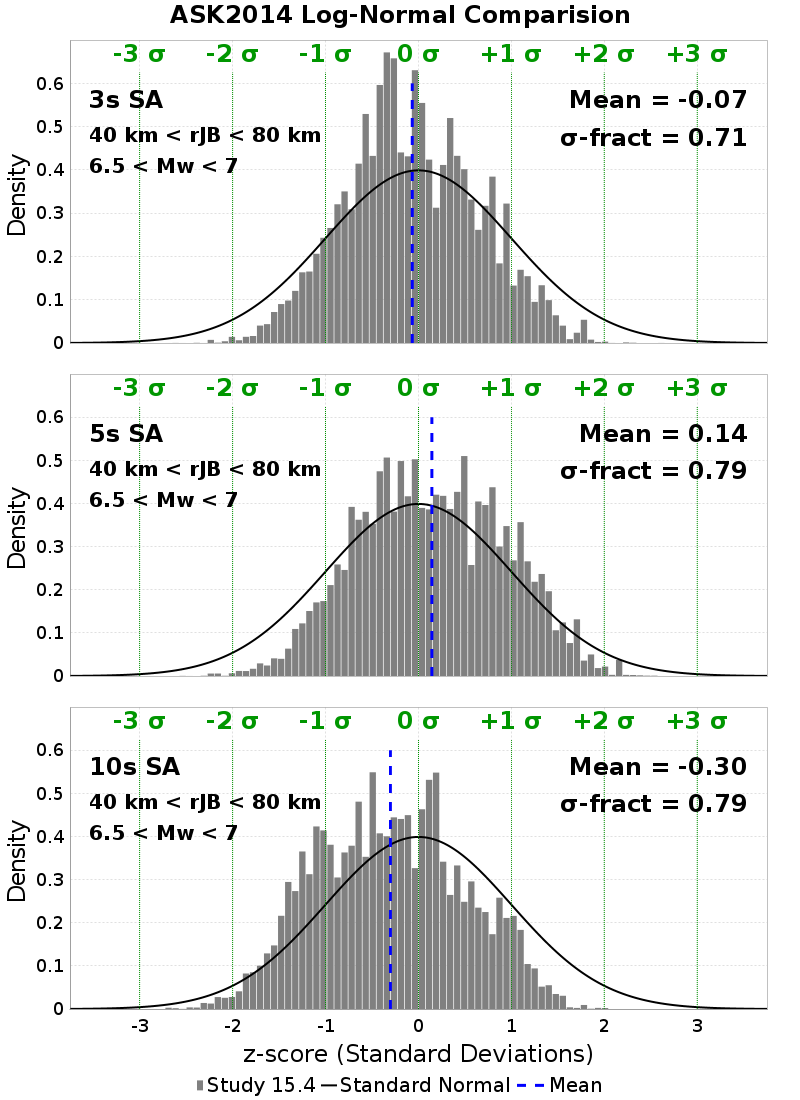 ASK2014 Log-Normal Comparision
-3 σ -2 σ -1 σ 0 σ +1 σ +2 σ +3 σ
3s SA
40 km < rJB < 80 km
6.5 < Mw < 7
Mean = -0.07
σ-fract = 0.71
Density
0.6
0.5
0.4
0.3
0.2
0.1
0
-3 σ -2 σ -1 σ 0 σ +1 σ +2 σ +3 σ
5s SA
40 km < rJB < 80 km
6.5 < Mw < 7
Mean = 0.14
σ-fract = 0.79
Density
0.6
0.5
0.4
0.3
0.2
0.1
0
-3 σ -2 σ -1 σ 0 σ +1 σ +2 σ +3 σ
10s SA
40 km < rJB < 80 km
6.5 < Mw < 7
Mean = -0.30
σ-fract = 0.79
Density
0.6
0.5
0.4
0.3
0.2
0.1
0
-3 -2 -1 0 1 2 3
z-score (Standard Deviations)
Study 15.4 Standard Normal Mean